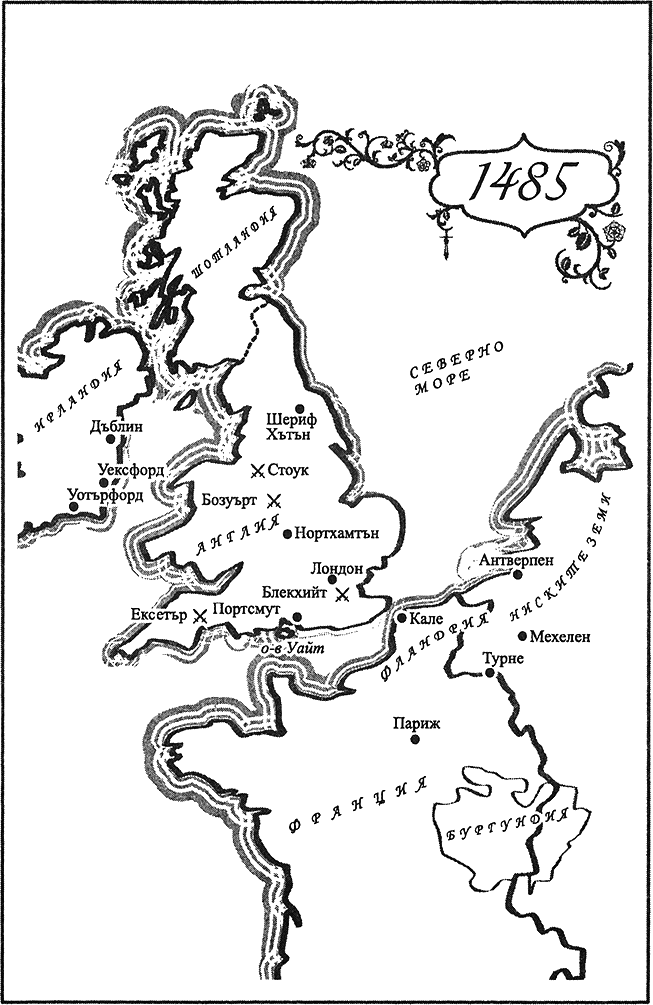 1485
ШОТЛАНДИЯ
СЕВЕРНО
МОРЕ
ИРЛАНДИЯ
Дъблин
Шериф
Хътън
Уексфорд
Стоук
Уотърфорд
Бозуърт
АНГЛИЯ
Нортхамтън
НИСКИТЕ ЗЕМИ
Лондон
Антверпен
Блекхийт
Ексетър
Портсмут
Кале
о-в Уайт
ФЛАНДРИЯ
Мехелен
Турне
Париж
ФРАНЦИЯ
БУРГУНДИЯ